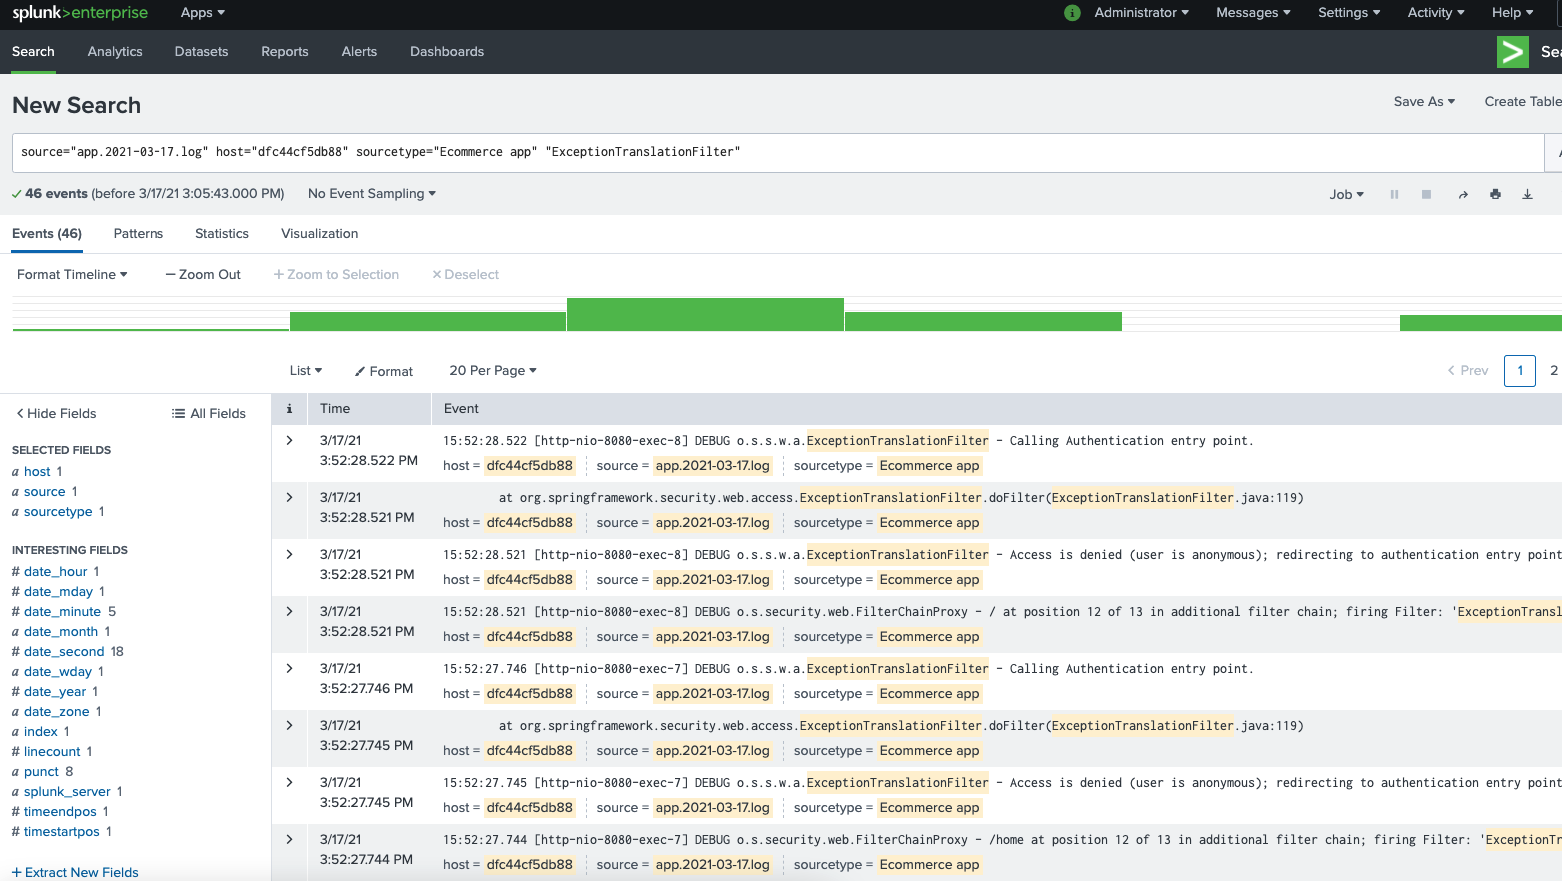 splunk>enterprise Apps Administrator Messages Settings Activity Help
Search Analytics Datasets Reports Alerts Dashboards
New Search
Save As Create Table
source="app.2021-03-17.log" host="dfc44cf5db88" sourcetype="Ecommerce app" "ExceptionTranslationFilter"
46 events (before 3/17/21 3:05:43.000 PM) No Event Sampling Job
Events (46) Patterns Statistics Visualization
Format Timeline — Zoom Out + Zoom to Selection × Deselect
List Format 20 Per Page < Prev 1 2
< Hide Fields All Fields
SELECTED FIELDS
a host 1
a source 1
a sourcetype 1
INTERESTING FIELDS
# date_hour 1
# date_mday 1
# date_minute 5
a date_month 1
# date_second 18
a date_wday 1
# date_year 1
a date_zone 1
a index 1
# linecount 1
a punct 8
a splunk_server 1
# timeendpos 1
# timestartpos 1
+ Extract New Fields
i Time Event
> 3/17/21 3:52:28.522 PM
15:52:28.522 [http-nio-8080-exec-8] DEBUG o.s.s.w.a.ExceptionTranslationFilter - Calling Authentication entry point.
host = dfc44cf5db88 source = app.2021-03-17.log sourcetype = Ecommerce app
> 3/17/21 3:52:28.521 PM
at org.springframework.security.web.access.ExceptionTranslationFilter.doFilter(ExceptionTranslationFilter.java:119)
host = dfc44cf5db88 source = app.2021-03-17.log sourcetype = Ecommerce app
> 3/17/21 3:52:28.521 PM
15:52:28.521 [http-nio-8080-exec-8] DEBUG o.s.s.w.a.ExceptionTranslationFilter - Access is denied (user is anonymous); redirecting to authentication entry point
host = dfc44cf5db88 source = app.2021-03-17.log sourcetype = Ecommerce app
> 3/17/21 3:52:28.521 PM
15:52:28.521 [http-nio-8080-exec-8] DEBUG o.s.security.web.FilterChainProxy - / at position 12 of 13 in additional filter chain; firing Filter: 'ExceptionTransl
host = dfc44cf5db88 source = app.2021-03-17.log sourcetype = Ecommerce app
> 3/17/21 3:52:27.746 PM
15:52:27.746 [http-nio-8080-exec-7] DEBUG o.s.s.w.a.ExceptionTranslationFilter - Calling Authentication entry point.
host = dfc44cf5db88 source = app.2021-03-17.log sourcetype = Ecommerce app
> 3/17/21 3:52:27.745 PM
at org.springframework.security.web.access.ExceptionTranslationFilter.doFilter(ExceptionTranslationFilter.java:119)
host = dfc44cf5db88 source = app.2021-03-17.log sourcetype = Ecommerce app
> 3/17/21 3:52:27.745 PM
15:52:27.745 [http-nio-8080-exec-7] DEBUG o.s.s.w.a.ExceptionTranslationFilter - Access is denied (user is anonymous); redirecting to authentication entry point
host = dfc44cf5db88 source = app.2021-03-17.log sourcetype = Ecommerce app
> 3/17/21 3:52:27.744 PM
15:52:27.744 [http-nio-8080-exec-7] DEBUG o.s.security.web.FilterChainProxy - /home at position 12 of 13 in additional filter chain; firing Filter: 'ExceptionTr
host = dfc44cf5db88 source = app.2021-03-17.log sourcetype = Ecommerce app